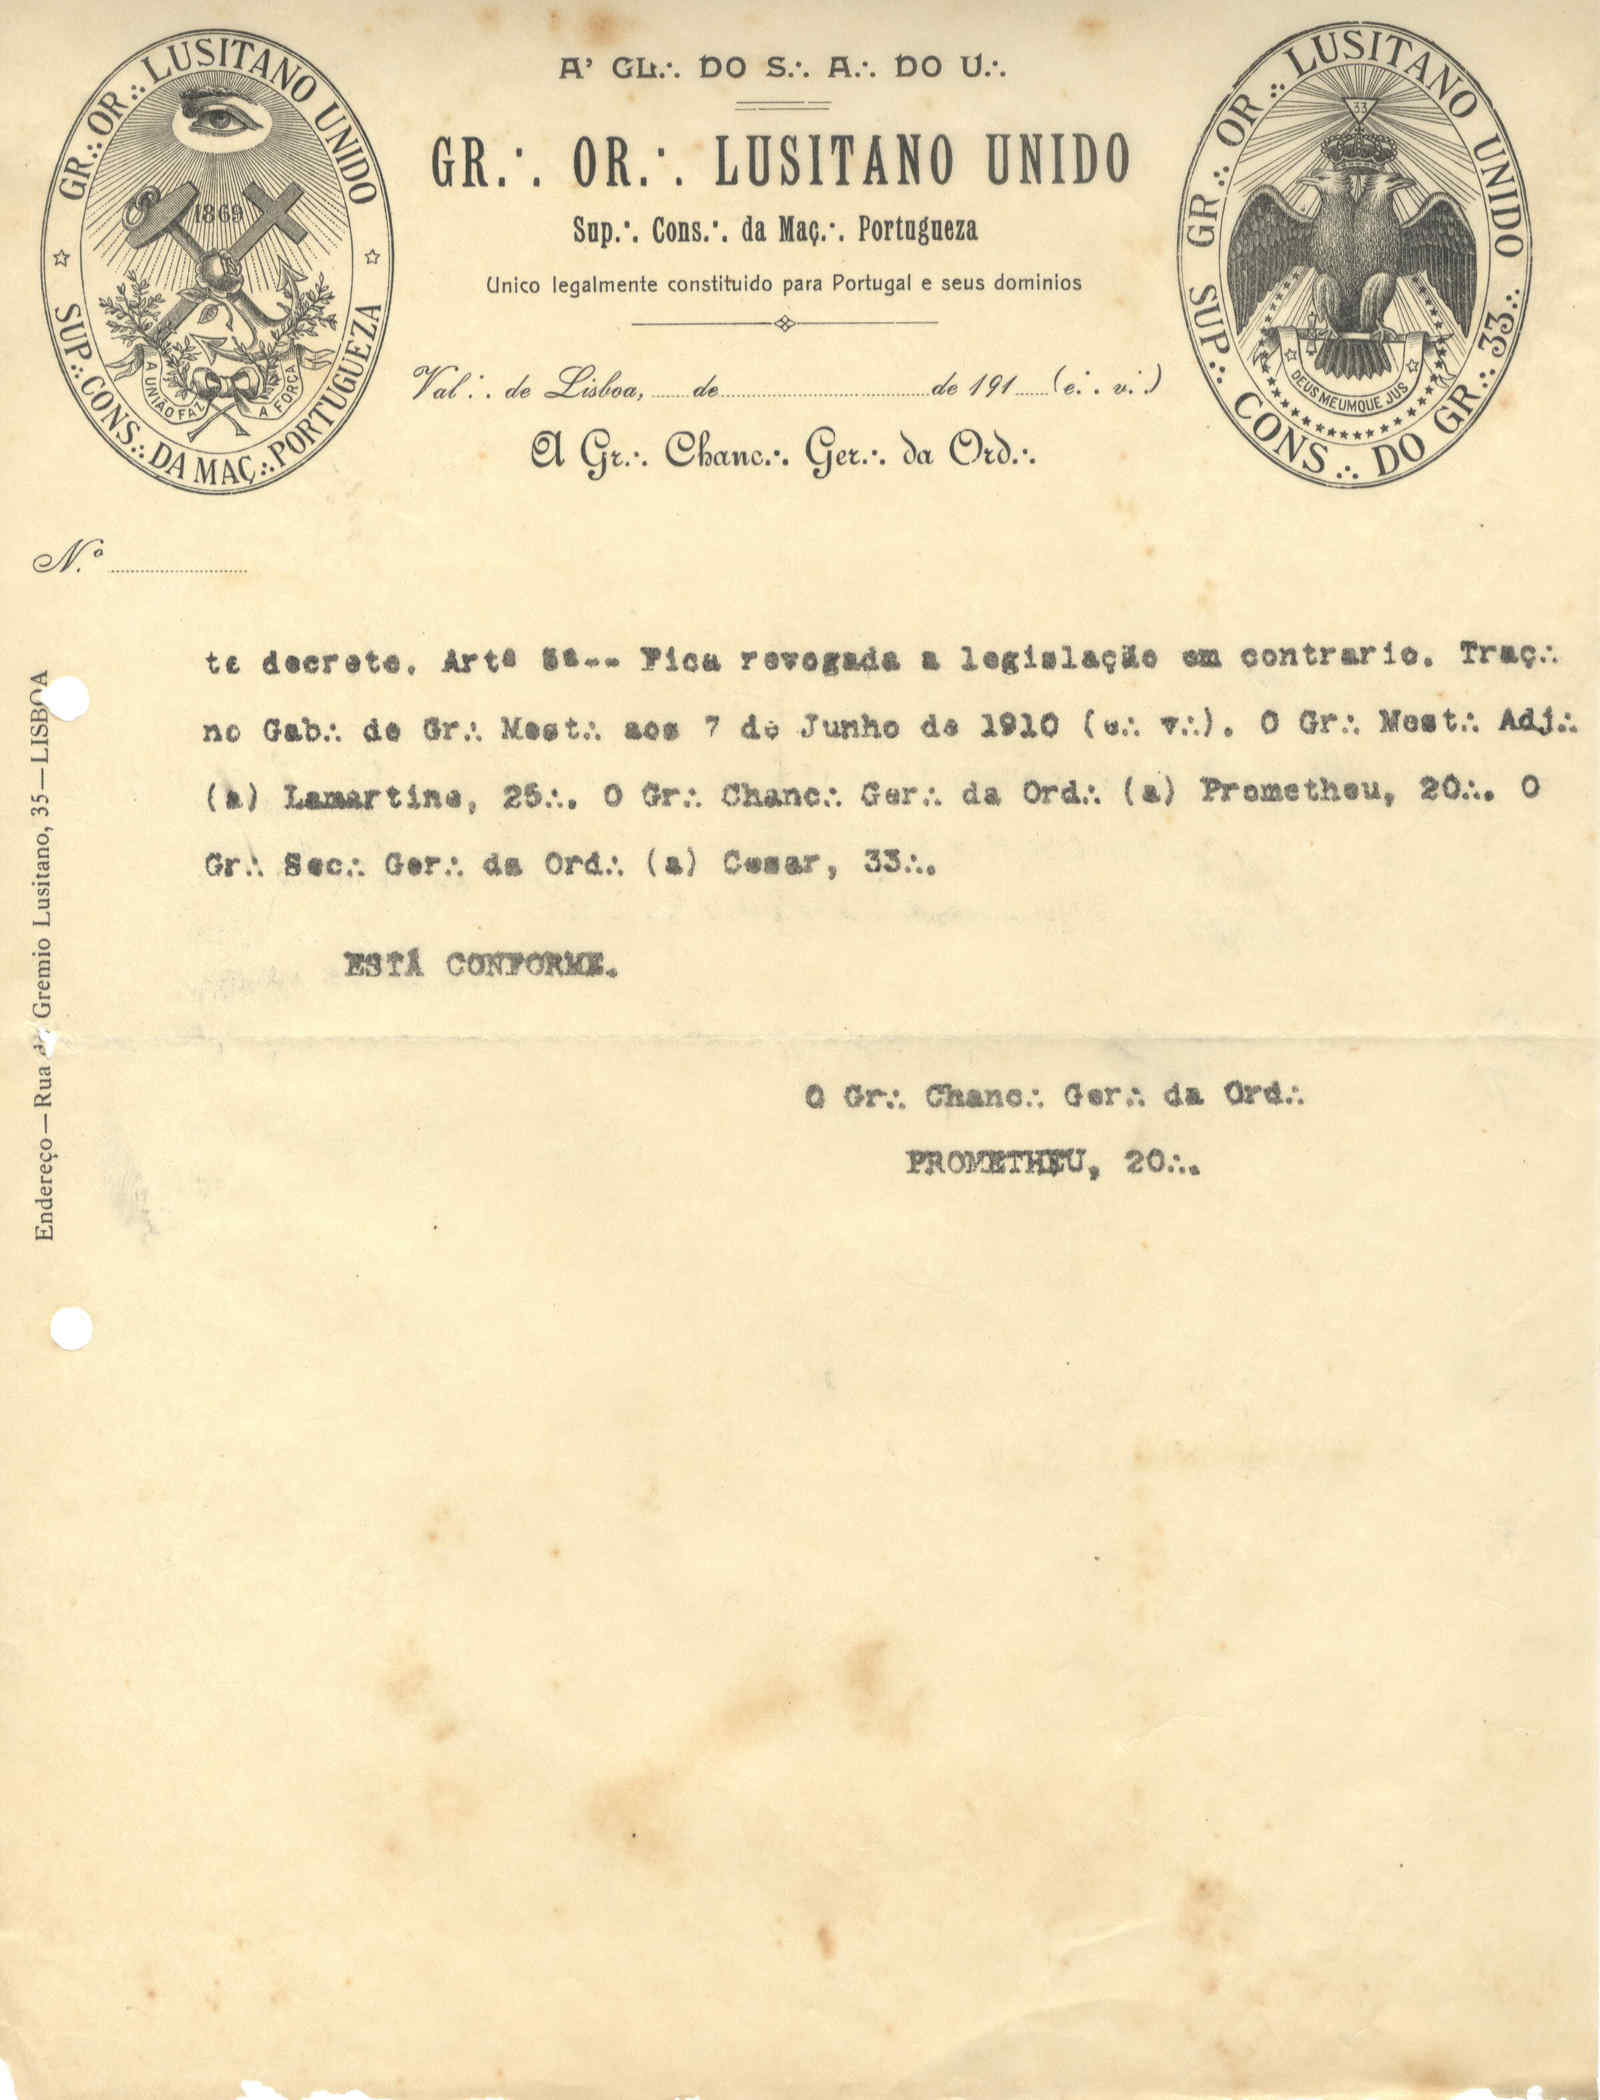 GR∴ OR∴ LUSITANO UNIDO
SUP∴ CONS∴ DA MAÇ∴ PORTUGUEZA
1869
A UNIÃO FAZ A FORÇA
A' GL∴ DO S∴ A∴ DO U∴
GR∴ OR∴ LUSITANO UNIDO
Sup∴ Cons∴ da Maç∴ Portugueza
Unico legalmente constituido para Portugal e seus dominios
Val∴ de Lisboa, ......de..............................de 191......(e∴ v∴)
A Gr∴ Chanc∴ Ger∴ da Ord∴
GR∴ OR∴ LUSITANO UNIDO
SUP∴ CONS∴ DO GR∴ 33∴
33
DEUS MEUMQUE JUS
N.º ....................
te decrete. Artº 5º-- Fica revogada a legislação em contrario. Traç∴
no Gab∴ do Gr∴ Mest∴ aos 7 de Junho de 1910 (e∴ v∴). O Gr∴ Mest∴ Adj∴
(a) Lamartine, 25∴. O Gr∴ Chanc∴ Ger∴ da Ord∴ (a) Prometheu, 20∴. O
Gr∴ Sec∴ Ger∴ da Ord∴ (a) Cesar, 33∴.
ESTÁ CONFORME.
O Gr∴ Chanc∴ Ger∴ da Ord∴
PROMETHEU, 20∴.
Endereço—Rua do Gremio Lusitano, 35—LISBOA